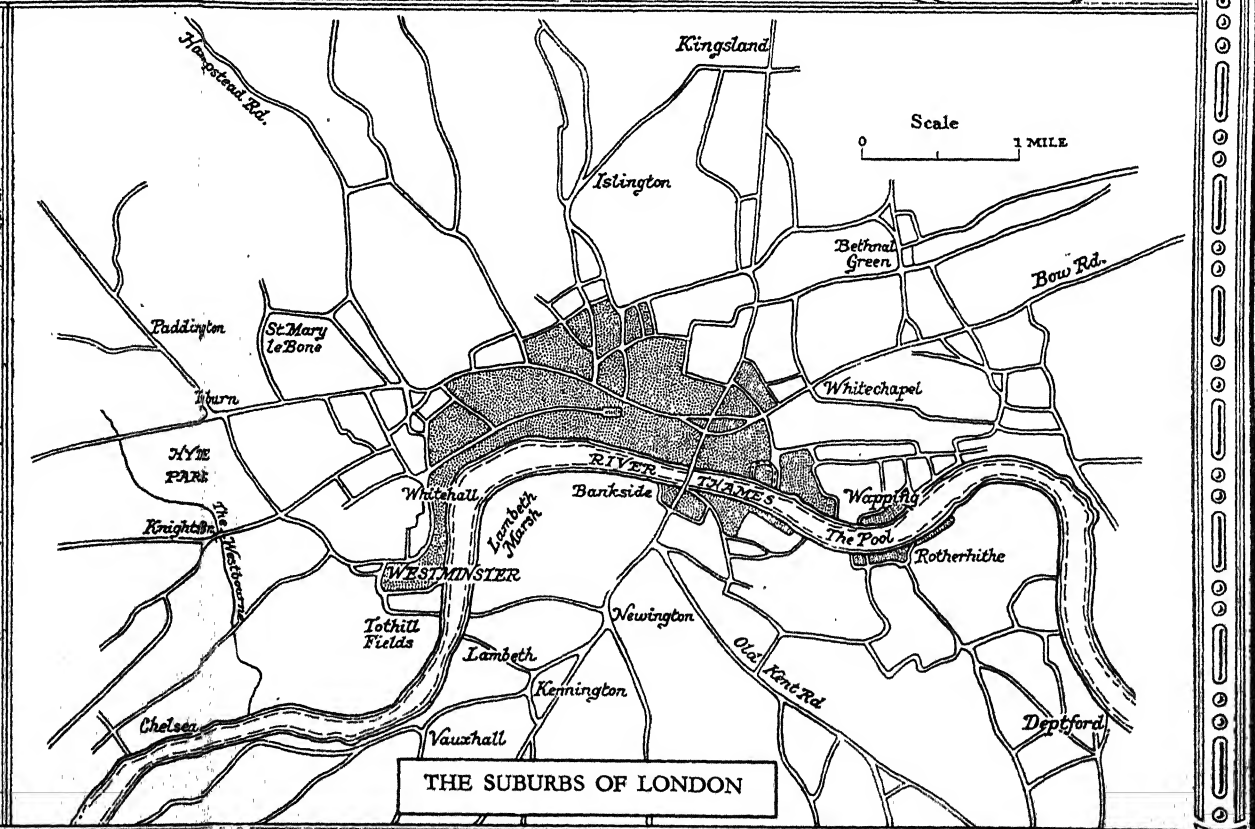 Hampstead Rd.
Kingsland
Scale
0 1 MILE
Islington
Bethnal
Green
Bow Rd.
Paddington
St. Mary
le Bone
Whitechapel
HYDE
PARK
RIVER THAMES
Whitehall
Bankside
Wapping
Lambeth
Marsh
The Westbourne
The Pool
Rotherhithe
WESTMINSTER
Tothill
Fields
Newington
Lambeth
Old Kent Rd
Kennington
Chelsea
Vauxhall
Deptford
THE SUBURBS OF LONDON